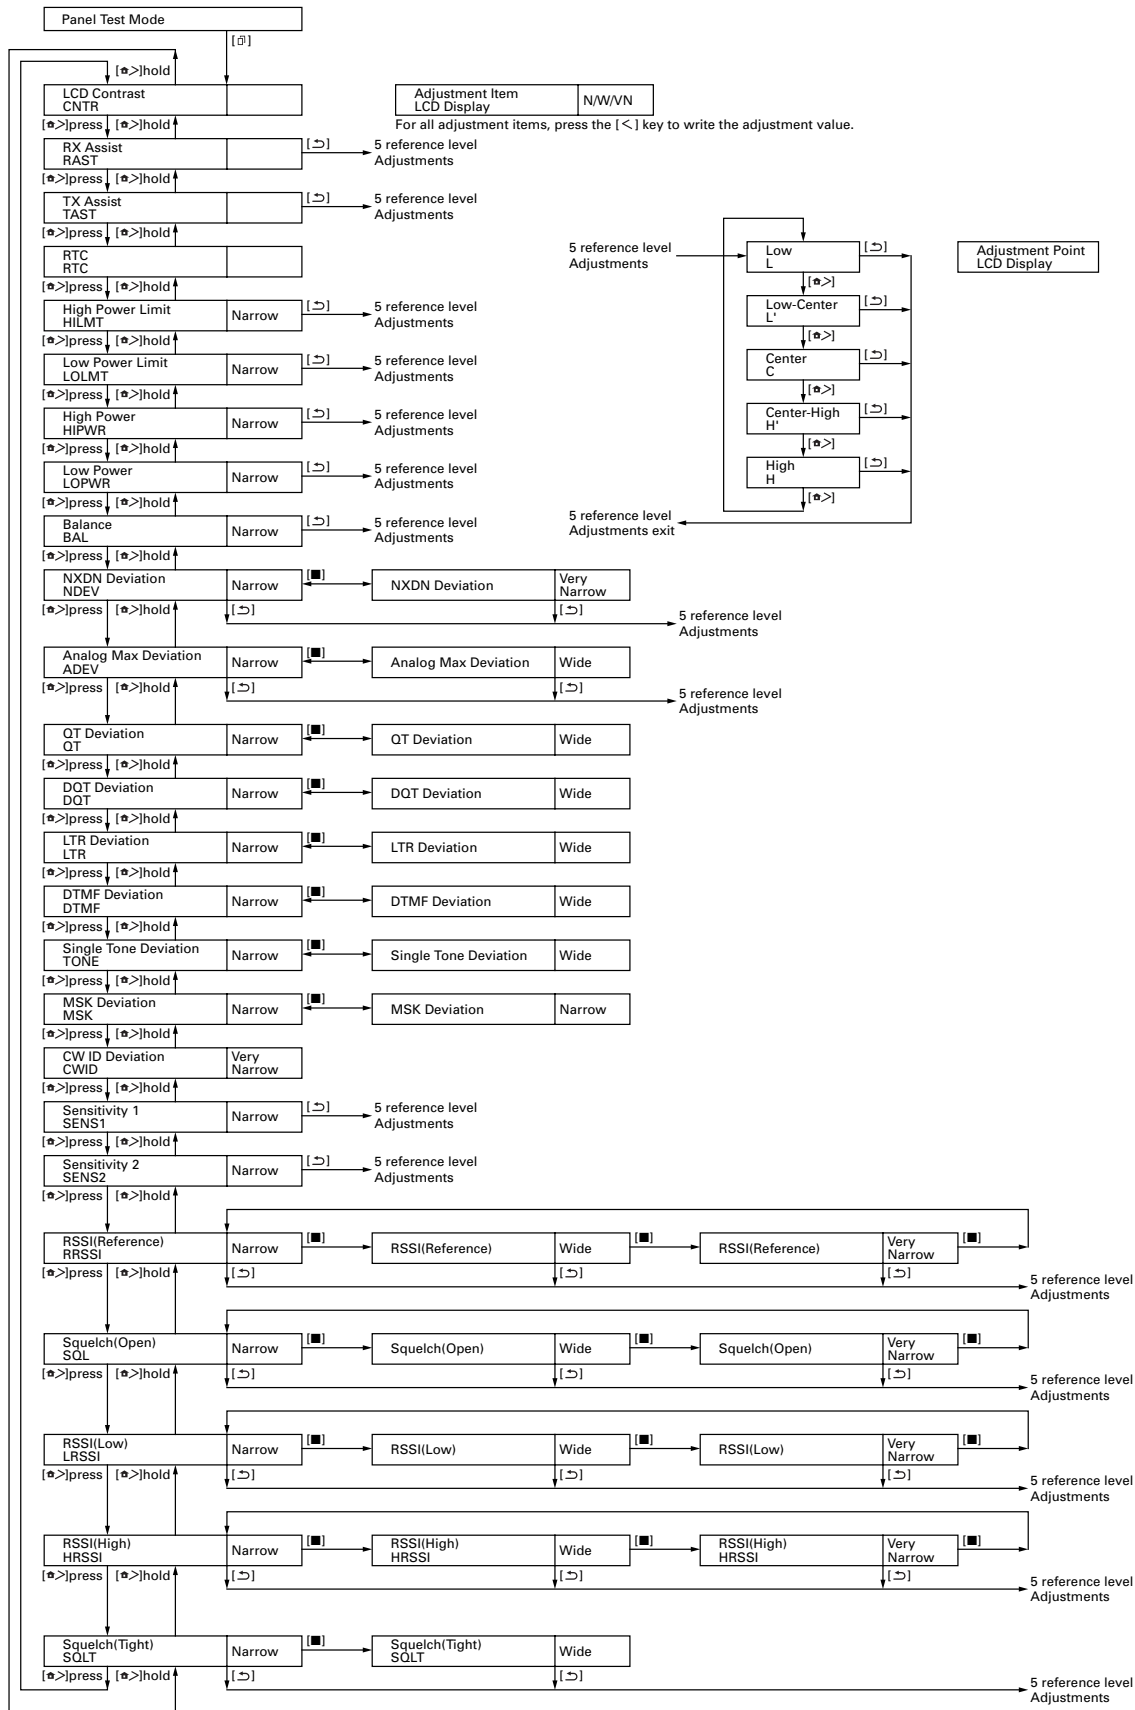 Panel Test Mode
[⧉]
[🏠>]hold
LCD Contrast
CNTR
Adjustment Item
LCD Display
N/W/VN
For all adjustment items, press the [<] key to write the adjustment value.
[🏠>]press [🏠>]hold
RX Assist
RAST
[⮌]
5 reference level
Adjustments
[🏠>]press [🏠>]hold
TX Assist
TAST
[⮌]
5 reference level
Adjustments
[🏠>]press [🏠>]hold
RTC
RTC
[🏠>]press [🏠>]hold
High Power Limit
HILMT
Narrow
[⮌]
5 reference level
Adjustments
[🏠>]press [🏠>]hold
Low Power Limit
LOLMT
Narrow
[⮌]
5 reference level
Adjustments
[🏠>]press [🏠>]hold
High Power
HIPWR
Narrow
[⮌]
5 reference level
Adjustments
[🏠>]press [🏠>]hold
Low Power
LOPWR
Narrow
[⮌]
5 reference level
Adjustments
[🏠>]press [🏠>]hold
Balance
BAL
Narrow
[⮌]
5 reference level
Adjustments
[🏠>]press [🏠>]hold
5 reference level
Adjustments
Low
L
[⮌]
Adjustment Point
LCD Display
[🏠>]
Low-Center
L'
[⮌]
[🏠>]
Center
C
[⮌]
[🏠>]
Center-High
H'
[⮌]
[🏠>]
High
H
[⮌]
[🏠>]
5 reference level
Adjustments exit
NXDN Deviation
NDEV
Narrow
[■]
NXDN Deviation
Very
Narrow
[🏠>]press [🏠>]hold
[⮌]
[⮌]
5 reference level
Adjustments
Analog Max Deviation
ADEV
Narrow
[■]
Analog Max Deviation
Wide
[🏠>]press [🏠>]hold
[⮌]
[⮌]
5 reference level
Adjustments
QT Deviation
QT
Narrow
[■]
QT Deviation
Wide
[🏠>]press [🏠>]hold
DQT Deviation
DQT
Narrow
[■]
DQT Deviation
Wide
[🏠>]press [🏠>]hold
LTR Deviation
LTR
Narrow
[■]
LTR Deviation
Wide
[🏠>]press [🏠>]hold
DTMF Deviation
DTMF
Narrow
[■]
DTMF Deviation
Wide
[🏠>]press [🏠>]hold
Single Tone Deviation
TONE
Narrow
[■]
Single Tone Deviation
Wide
[🏠>]press [🏠>]hold
MSK Deviation
MSK
Narrow
[■]
MSK Deviation
Narrow
[🏠>]press [🏠>]hold
CW ID Deviation
CWID
Very
Narrow
[🏠>]press [🏠>]hold
Sensitivity 1
SENS1
Narrow
[⮌]
5 reference level
Adjustments
[🏠>]press [🏠>]hold
Sensitivity 2
SENS2
Narrow
[⮌]
5 reference level
Adjustments
[🏠>]press [🏠>]hold
RSSI(Reference)
RRSSI
Narrow
[■]
RSSI(Reference)
Wide
[■]
RSSI(Reference)
Very
Narrow
[■]
[🏠>]press [🏠>]hold
[⮌]
[⮌]
[⮌]
5 reference level
Adjustments
Squelch(Open)
SQL
Narrow
[■]
Squelch(Open)
Wide
[■]
Squelch(Open)
Very
Narrow
[■]
[🏠>]press [🏠>]hold
[⮌]
[⮌]
[⮌]
5 reference level
Adjustments
RSSI(Low)
LRSSI
Narrow
[■]
RSSI(Low)
Wide
[■]
RSSI(Low)
Very
Narrow
[■]
[🏠>]press [🏠>]hold
[⮌]
[⮌]
[⮌]
5 reference level
Adjustments
RSSI(High)
HRSSI
Narrow
[■]
RSSI(High)
HRSSI
Wide
[■]
RSSI(High)
HRSSI
Very
Narrow
[■]
[🏠>]press [🏠>]hold
[⮌]
[⮌]
[⮌]
5 reference level
Adjustments
Squelch(Tight)
SQLT
Narrow
[■]
Squelch(Tight)
SQLT
Wide
[🏠>]press [🏠>]hold
[⮌]
[⮌]
5 reference level
Adjustments